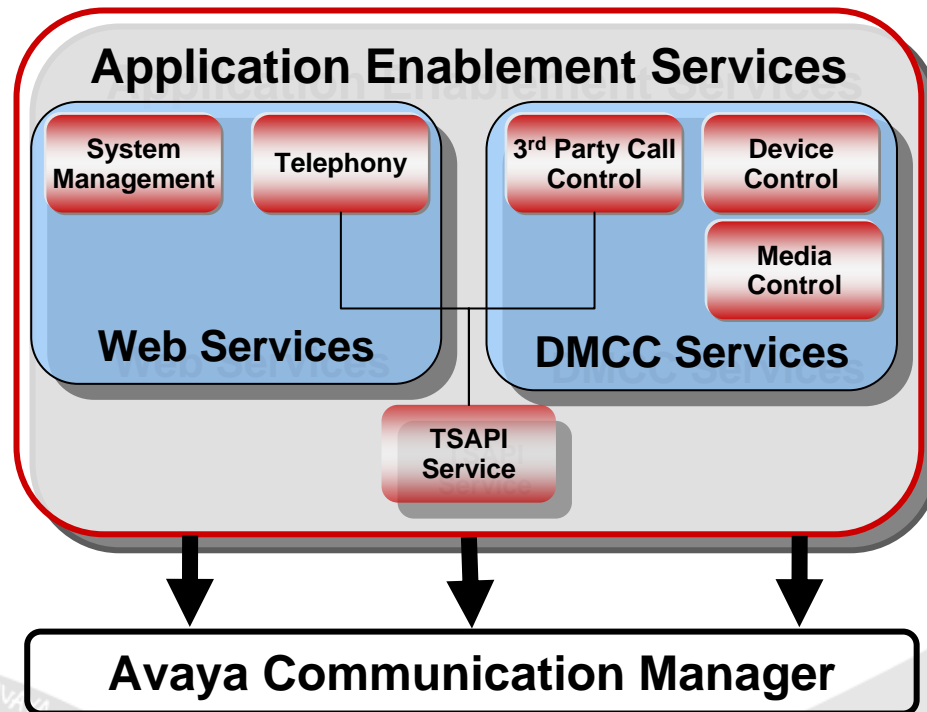 Application Enablement Services
System
Management
Telephony
3rd Party Call
Control
Device
Control
Media
Control
Web Services
DMCC Services
TSAPI
Service
Avaya Communication Manager